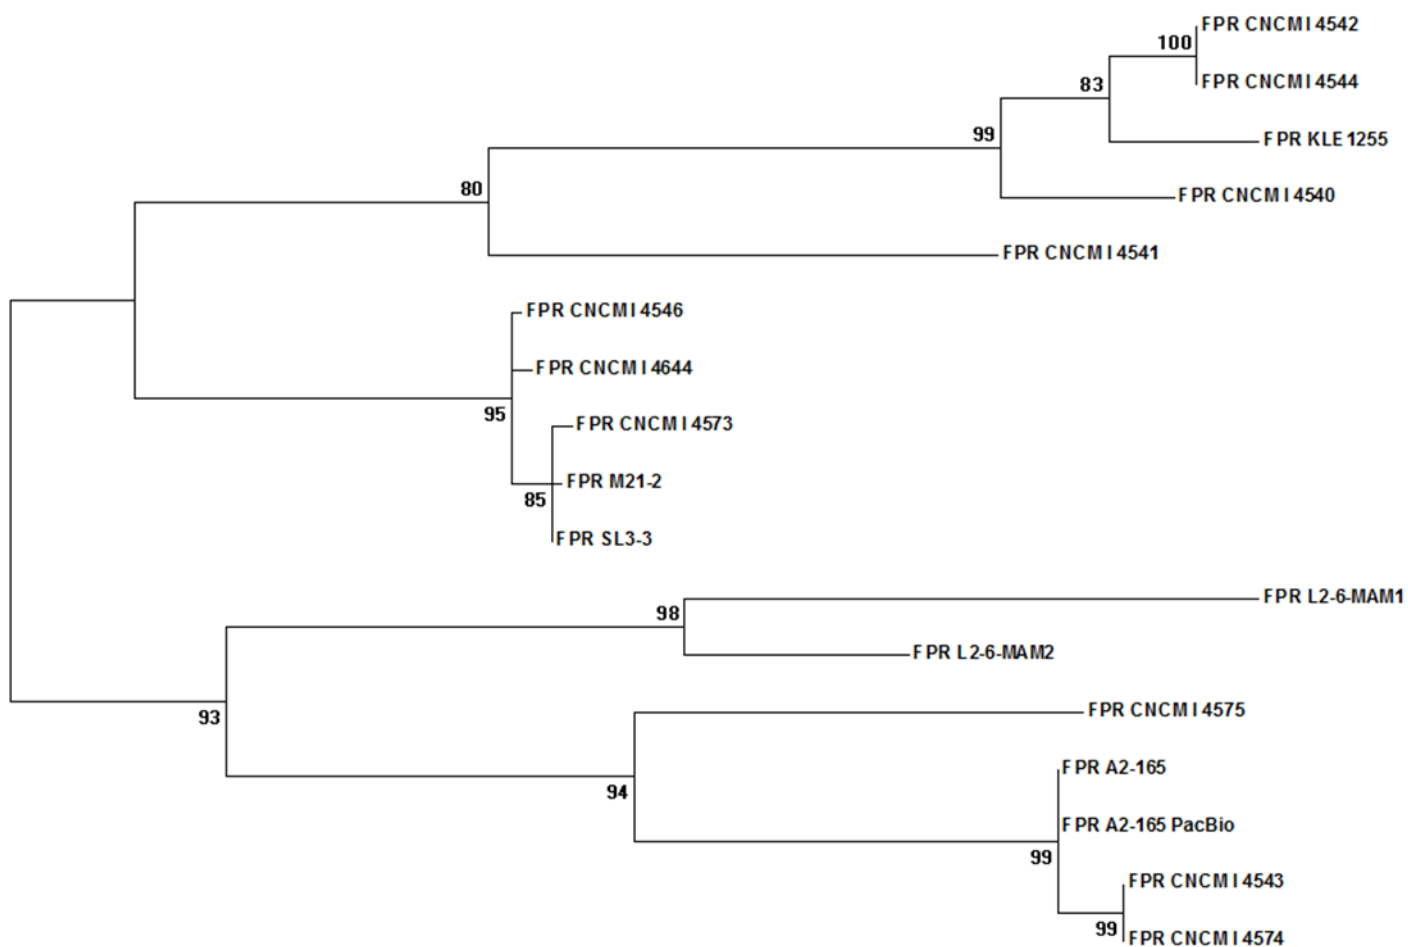 FPR CNCM I 4542
100
FPR CNCM I 4544
83
FPR KLE1255
99
FPR CNCM I 4540
80
FPR CNCM I 4541
FPR CNCM I 4546
FPR CNCM I 4644
95
FPR CNCM I 4573
FPR M21-2
85
FPR SL3-3
FPR L2-6-MAM1
98
FPR L2-6-MAM2
93
FPR CNCM I 4575
FPR A2-165
94
FPR A2-165 PacBio
99
FPR CNCM I 4543
99
FPR CNCM I 4574